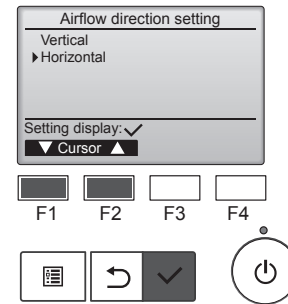 Airflow direction setting
Vertical
Horizontal
Setting display:
Cursor
F1 F2 F3 F4